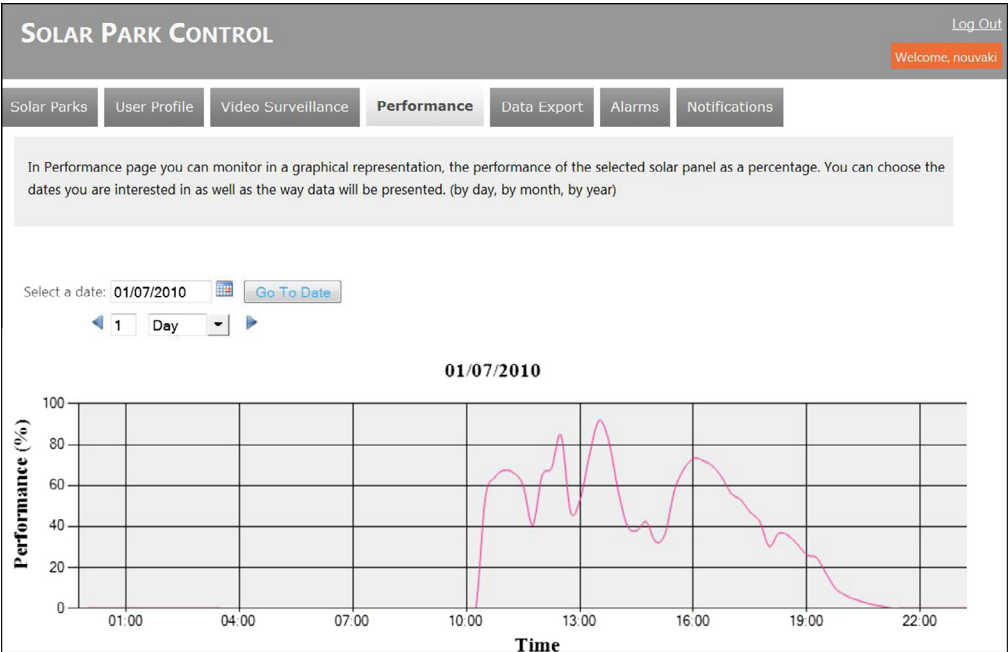 SOLAR PARK CONTROL
Log Out
Welcome, nouvaki
Solar Parks User Profile Video Surveillance Performance Data Export Alarms Notifications
In Performance page you can monitor in a graphical representation, the performance of the selected solar panel as a percentage. You can choose the
dates you are interested in as well as the way data will be presented. (by day, by month, by year)
Select a date: 01/07/2010 Go To Date
1 Day
01/07/2010
Performance (%)
100
80
60
40
20
0
01:00 04:00 07:00 10:00 13:00 16:00 19:00 22:00
Time